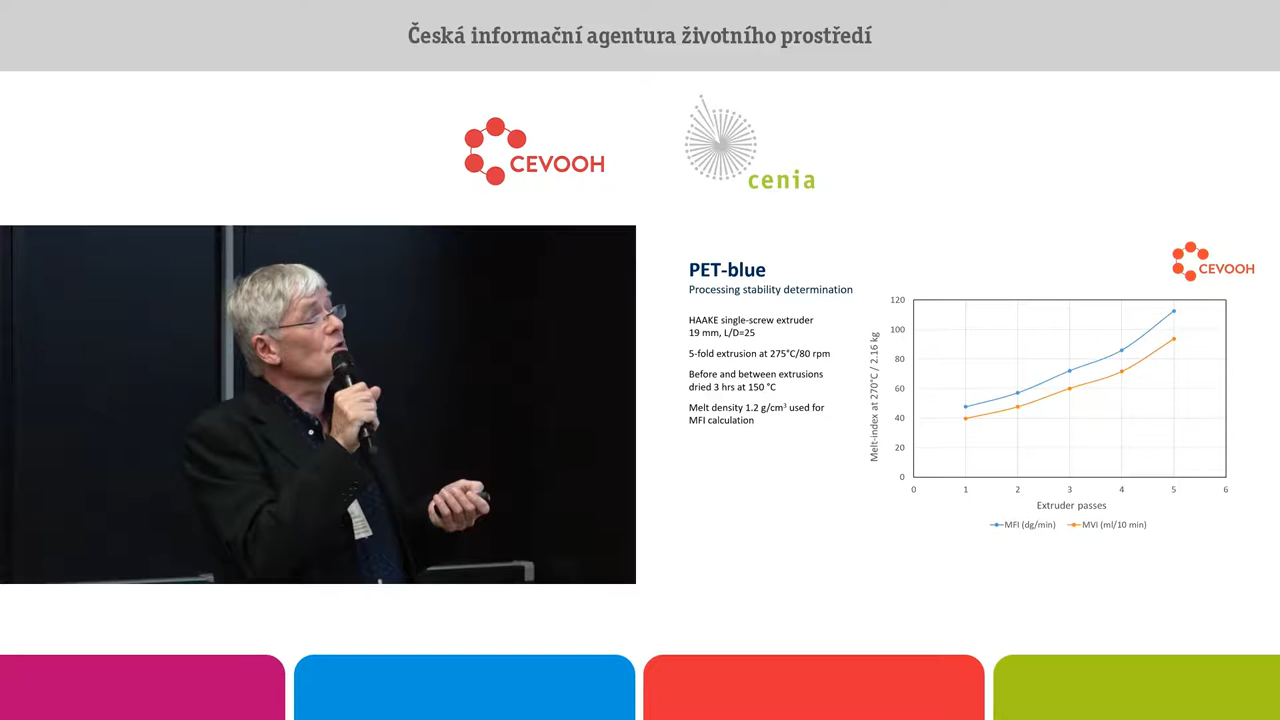 Česká informační agentura životního prostředí
CEVOOH
cenia
PET-blue
Processing stability determination
HAAKE single-screw extruder
19 mm, L/D=25
5-fold extrusion at 275°C/80 rpm
Before and between extrusions
dried 3 hrs at 150 °C
Melt density 1.2 g/cm³ used for
MFI calculation
CEVOOH
Melt-index at 270°C / 2.16 kg
120
100
80
60
40
20
0
0 1 2 3 4 5 6
Extruder passes
MFI (dg/min) MVI (ml/10 min)